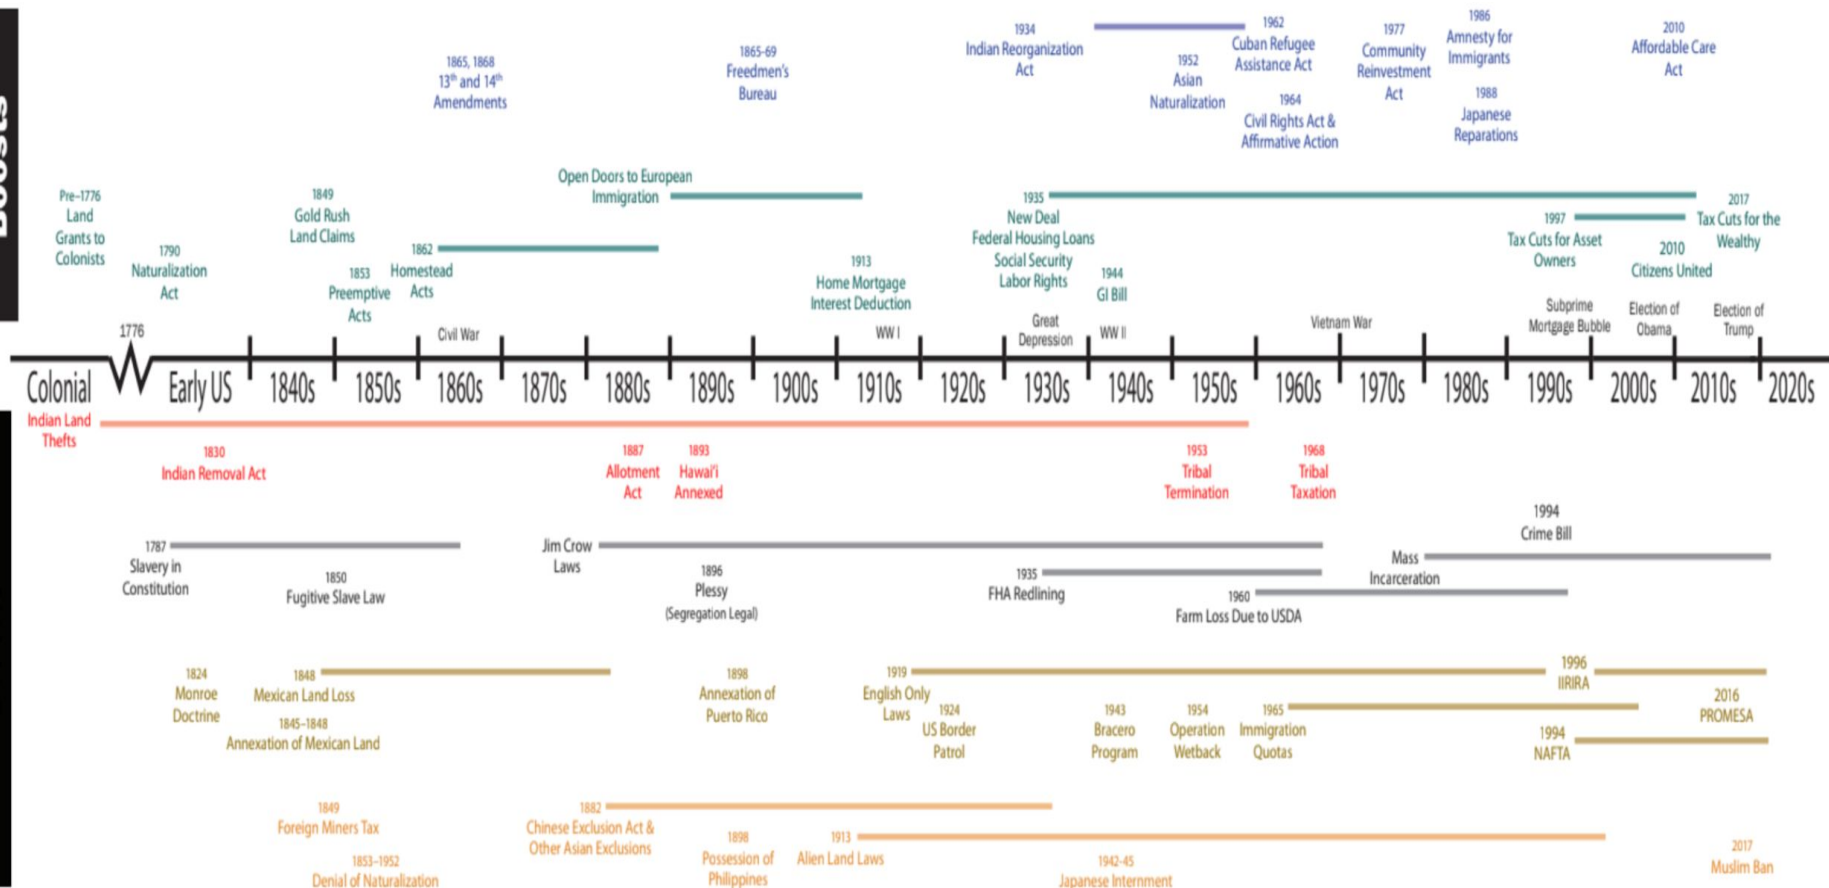 Boosts
1934
Indian Reorganization
Act
1962
Cuban Refugee
Assistance Act
1977
Community
Reinvestment
Act
1986
Amnesty for
Immigrants
2010
Affordable Care
Act
1865, 1868
13th and 14th
Amendments
1865-69
Freedmen's
Bureau
1952
Asian
Naturalization
1964
Civil Rights Act &
Affirmative Action
1988
Japanese
Reparations
Pre–1776
Land
Grants to
Colonists
1790
Naturalization
Act
1849
Gold Rush
Land Claims
1853
Preemptive
Acts
1862
Homestead
Acts
Open Doors to European
Immigration
1913
Home Mortgage
Interest Deduction
1935
New Deal
Federal Housing Loans
Social Security
Labor Rights
1944
GI Bill
1997
Tax Cuts for Asset
Owners
2010
Citizens United
2017
Tax Cuts for the
Wealthy
1776
Civil War
WW I
Great
Depression
WW II
Vietnam War
Subprime
Mortgage Bubble
Election of
Obama
Election of
Trump
Colonial
Early US
1840s
1850s
1860s
1870s
1880s
1890s
1900s
1910s
1920s
1930s
1940s
1950s
1960s
1970s
1980s
1990s
2000s
2010s
2020s
Indian Land
Thefts
1830
Indian Removal Act
1887
Allotment
Act
1893
Hawai'i
Annexed
1953
Tribal
Termination
1968
Tribal
Taxation
1787
Slavery in
Constitution
1850
Fugitive Slave Law
Jim Crow
Laws
1896
Plessy
(Segregation Legal)
1935
FHA Redlining
1960
Farm Loss Due to USDA
Mass
Incarceration
1994
Crime Bill
1824
Monroe
Doctrine
1848
Mexican Land Loss
1845–1848
Annexation of Mexican Land
1898
Annexation of
Puerto Rico
1919
English Only
Laws
1924
US Border
Patrol
1943
Bracero
Program
1954
Operation
Wetback
1965
Immigration
Quotas
1996
IIRIRA
1994
NAFTA
2016
PROMESA
1849
Foreign Miners Tax
1853–1952
Denial of Naturalization
1882
Chinese Exclusion Act &
Other Asian Exclusions
1898
Possession of
Philippines
1913
Alien Land Laws
1942-45
Japanese Internment
2017
Muslim Ban